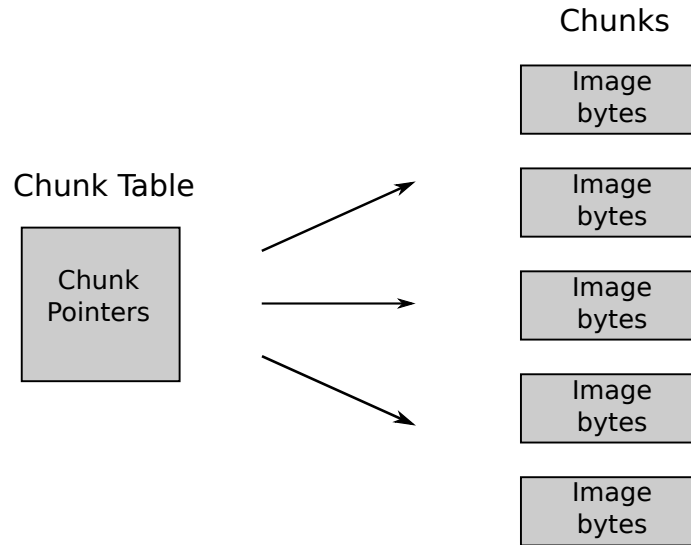 Chunk Table
Chunk
Pointers
Chunks
Image
bytes
Image
bytes
Image
bytes
Image
bytes
Image
bytes